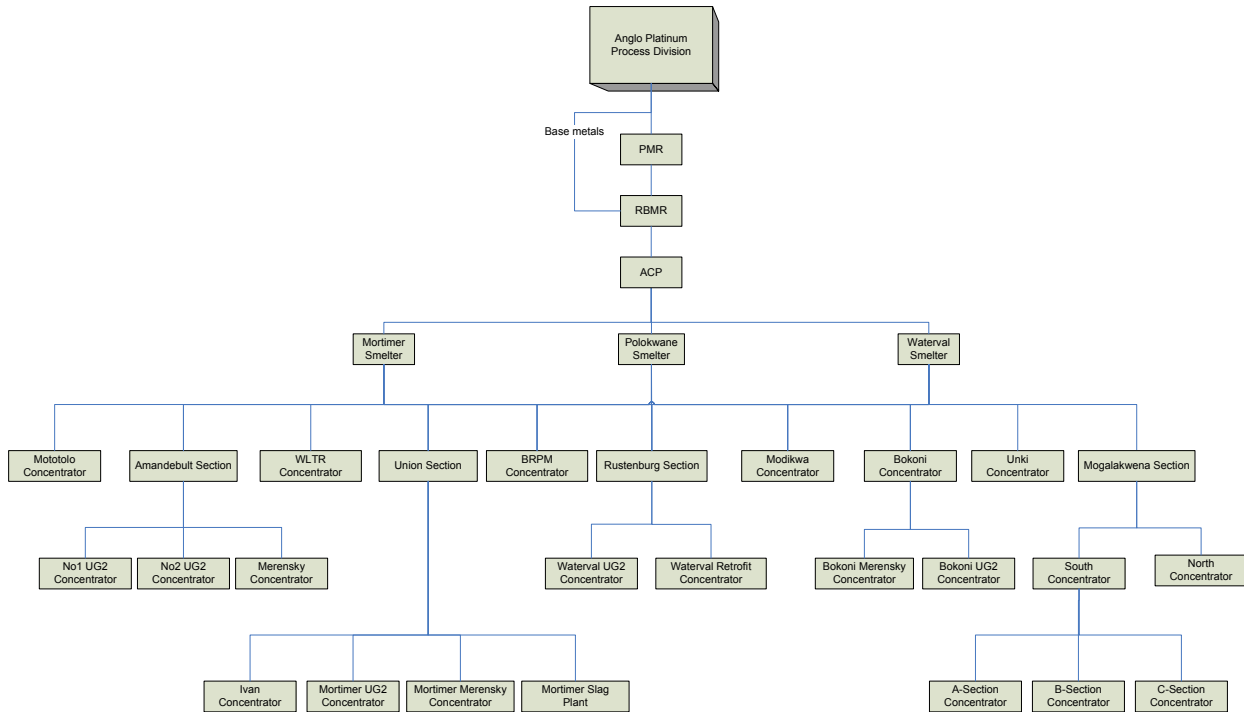 Anglo Platinum
Process Division
Base metals
PMR
RBMR
ACP
Mortimer
Smelter
Polokwane
Smelter
Waterval
Smelter
Mototolo
Concentrator
Amandebult Section
WLTR
Concentrator
Union Section
BRPM
Concentrator
Rustenburg Section
Modikwa
Concentrator
Bokoni
Concentrator
Unki
Concentrator
Mogalakwena Section
No1 UG2
Concentrator
No2 UG2
Concentrator
Merensky
Concentrator
Waterval UG2
Concentrator
Waterval Retrofit
Concentrator
Bokoni Merensky
Concentrator
Bokoni UG2
Concentrator
South
Concentrator
North
Concentrator
Ivan
Concentrator
Mortimer UG2
Concentrator
Mortimer Merensky
Concentrator
Mortimer Slag
Plant
A-Section
Concentrator
B-Section
Concentrator
C-Section
Concentrator